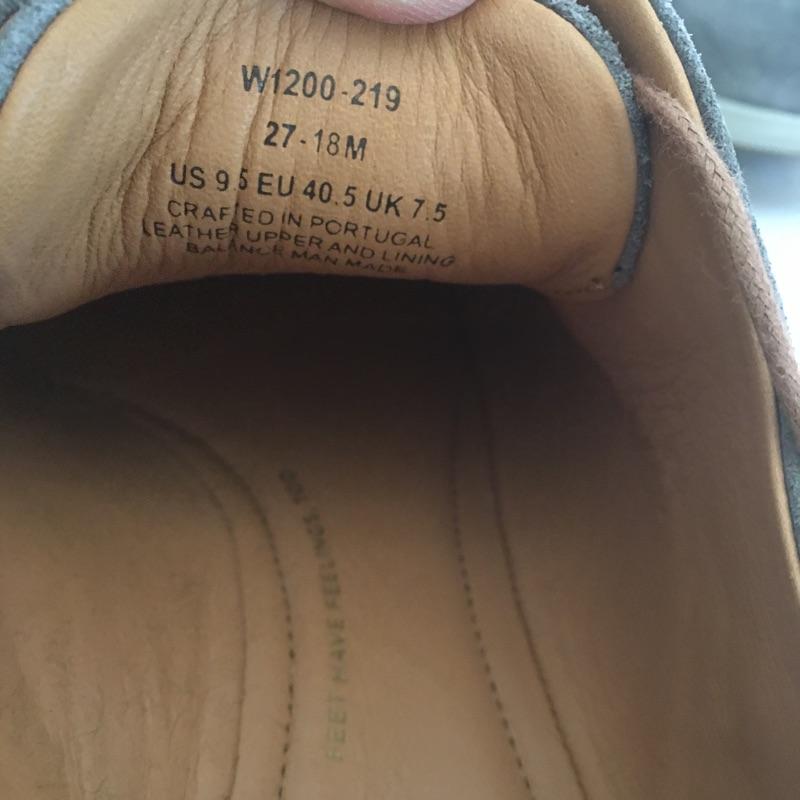 W1200-219
27-18M
US 9.5 EU 40.5 UK 7.5
CRAFTED IN PORTUGAL
LEATHER UPPER AND LINING
BALANCE MAN MADE
FEET HAVE FEELINGS, TOO